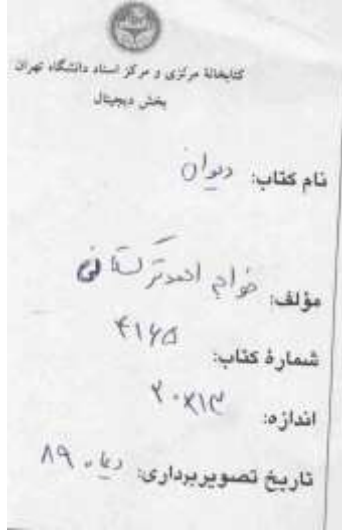 کتابخانهٔ مرکزی و مرکز اسناد دانشگاه تهران
بخش دیجیتال
نام کتاب: دیوان
مؤلف: خواجه احمد ترکستانی
شمارهٔ کتاب: ۴۱۶۵
اندازه: ۲۰×۱۳
تاریخ تصویربرداری: دیماه ۸۹